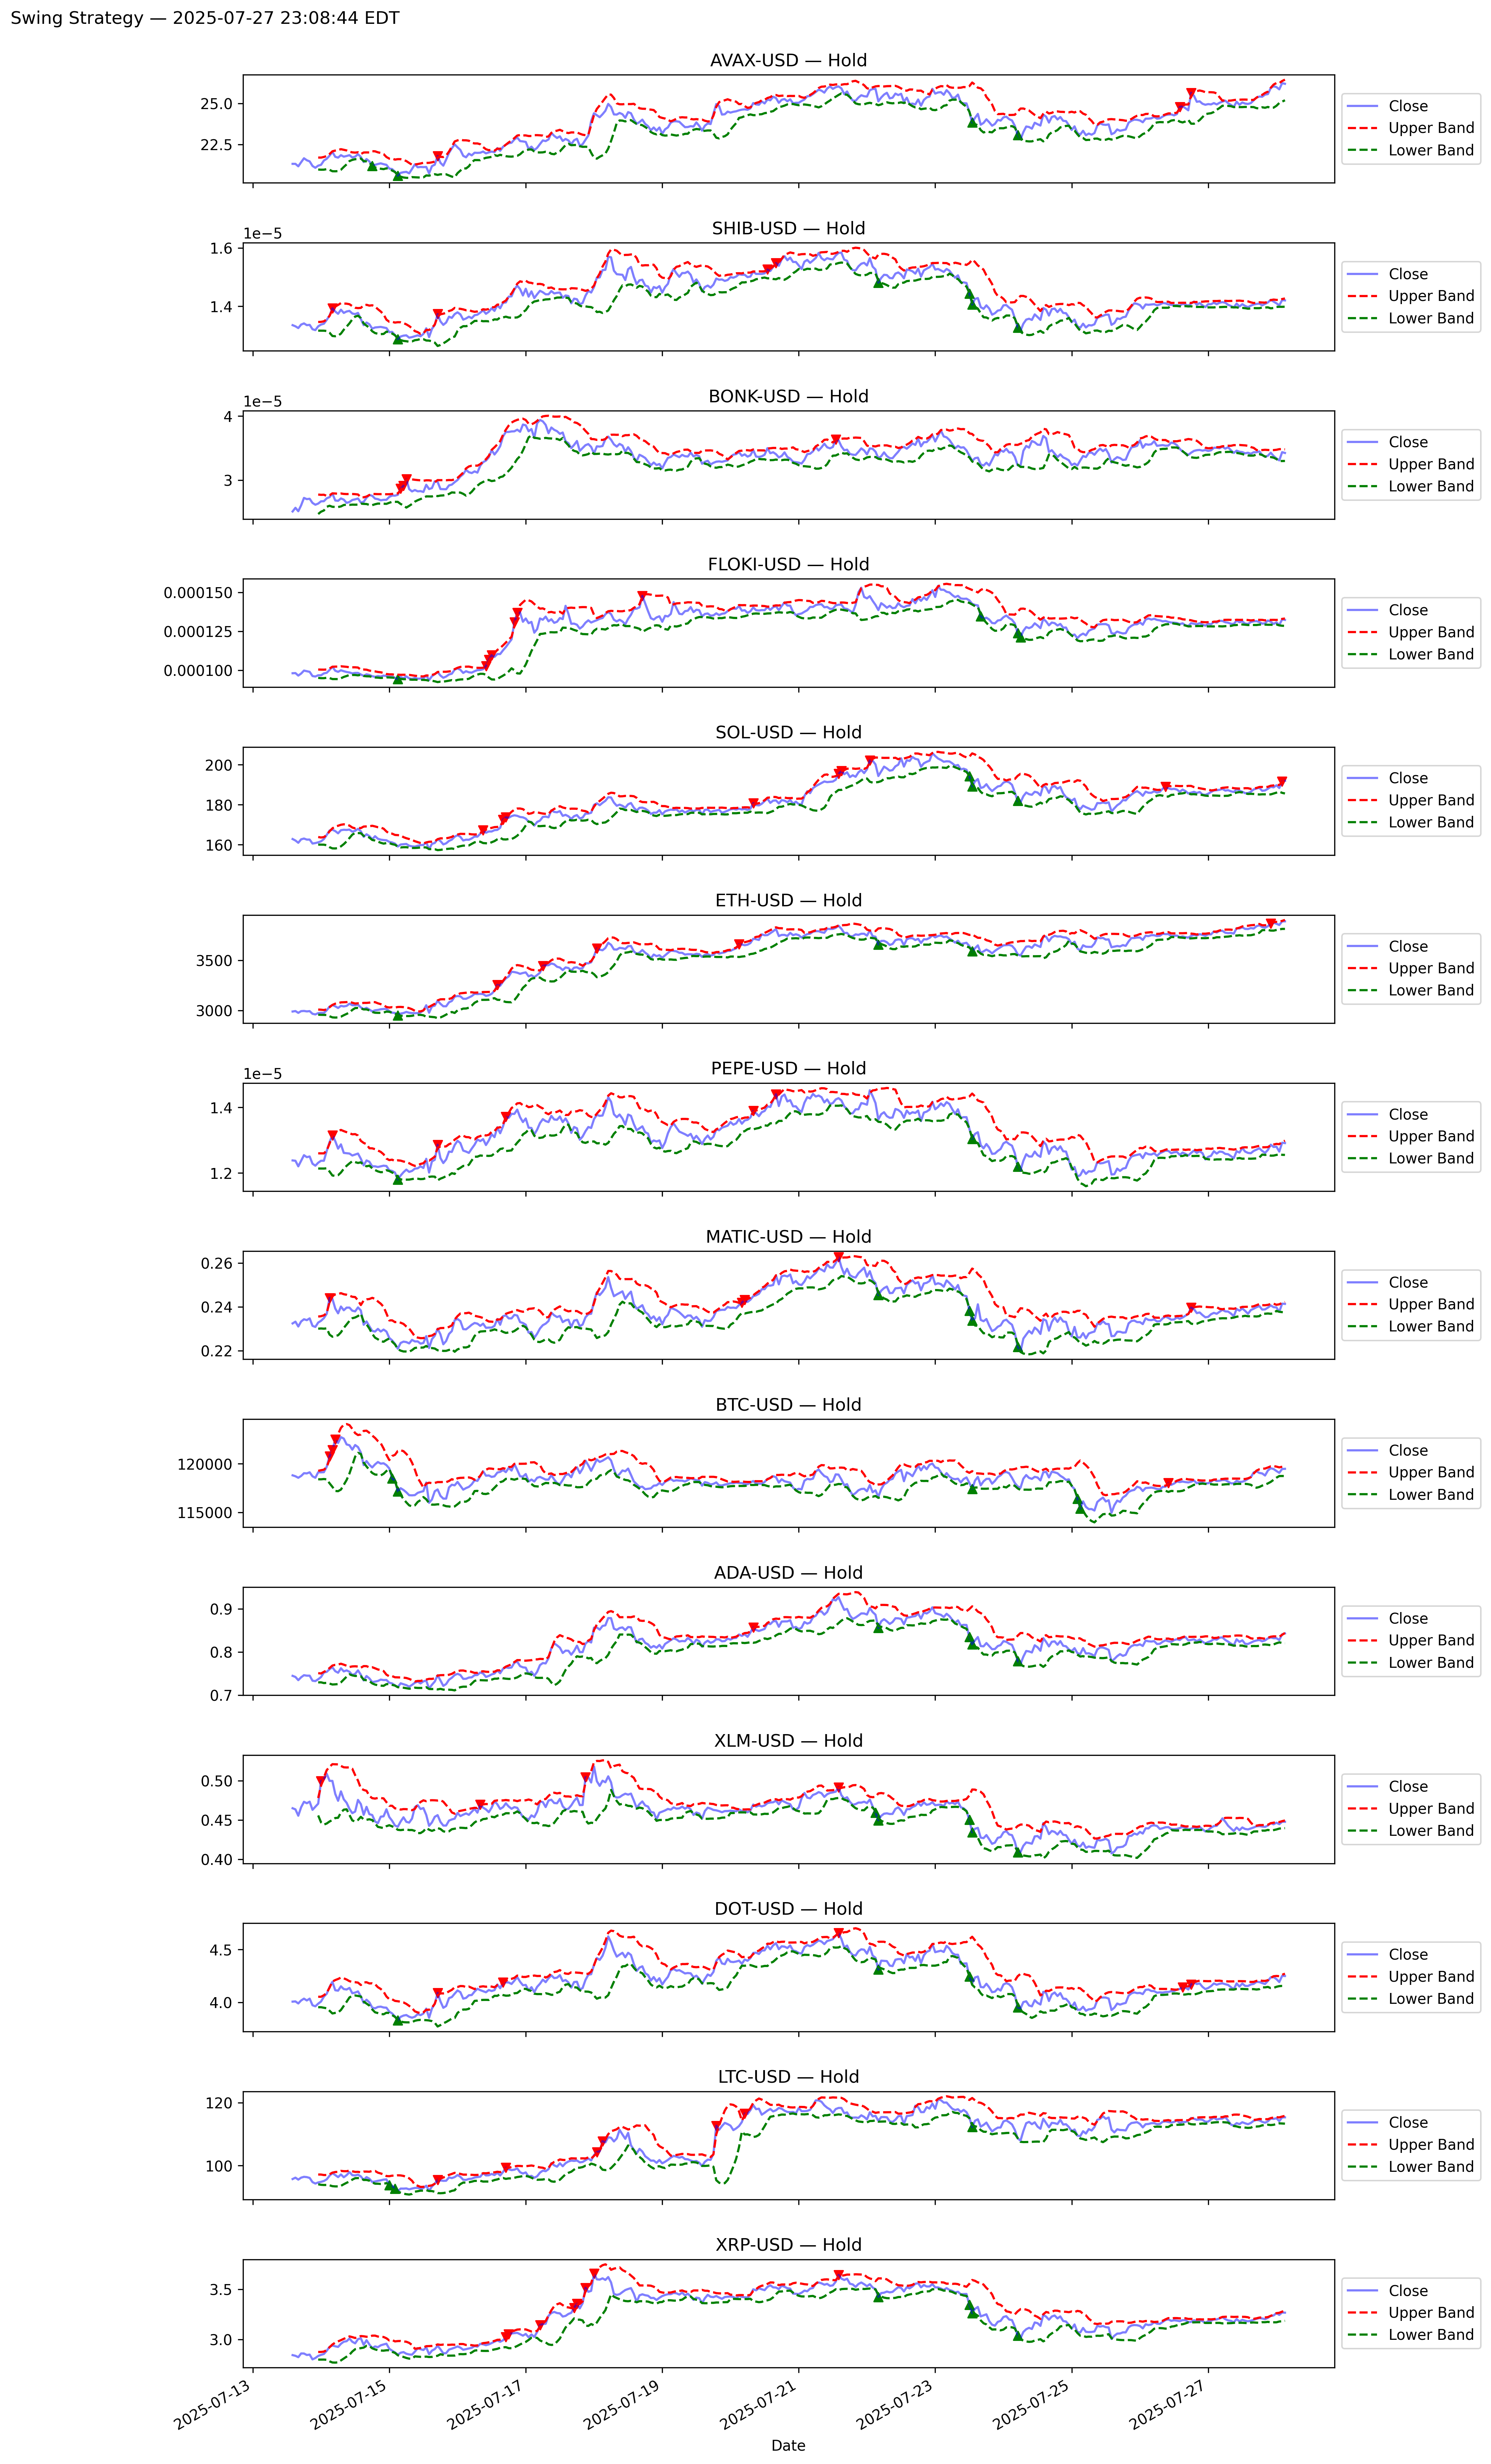 Swing Strategy — 2025-07-27 23:08:44 EDT
AVAX-USD — Hold
25.0
22.5
Close
Upper Band
Lower Band
SHIB-USD — Hold
1e−5
1.6
1.4
Close
Upper Band
Lower Band
BONK-USD — Hold
1e−5
4
3
Close
Upper Band
Lower Band
FLOKI-USD — Hold
0.000150
0.000125
0.000100
Close
Upper Band
Lower Band
SOL-USD — Hold
200
180
160
Close
Upper Band
Lower Band
ETH-USD — Hold
3500
3000
Close
Upper Band
Lower Band
PEPE-USD — Hold
1e−5
1.4
1.2
Close
Upper Band
Lower Band
MATIC-USD — Hold
0.26
0.24
0.22
Close
Upper Band
Lower Band
BTC-USD — Hold
120000
115000
Close
Upper Band
Lower Band
ADA-USD — Hold
0.9
0.8
0.7
Close
Upper Band
Lower Band
XLM-USD — Hold
0.50
0.45
0.40
Close
Upper Band
Lower Band
DOT-USD — Hold
4.5
4.0
Close
Upper Band
Lower Band
LTC-USD — Hold
120
100
Close
Upper Band
Lower Band
XRP-USD — Hold
3.5
3.0
Close
Upper Band
Lower Band
2025-07-13
2025-07-15
2025-07-17
2025-07-19
2025-07-21
2025-07-23
2025-07-25
2025-07-27
Date